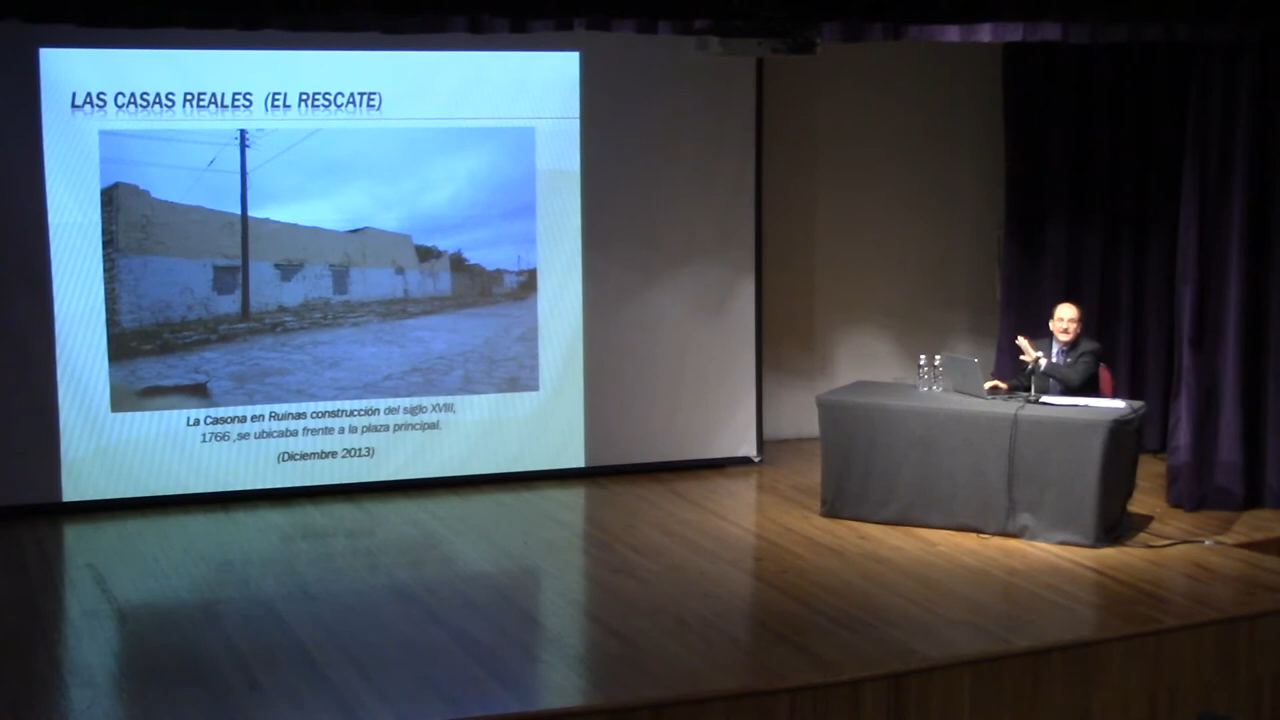 LAS CASAS REALES (EL RESCATE)
La Casona en Ruinas construcción del siglo XVIII,
1766 ,se ubicaba frente a la plaza principal.
(Diciembre 2013)